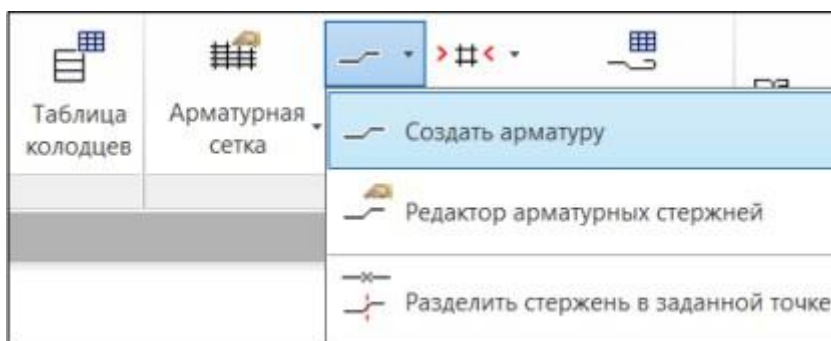 Таблица
колодцев
Арматурная
сетка
Создать арматуру
Редактор арматурных стержней
Разделить стержень в заданной точке